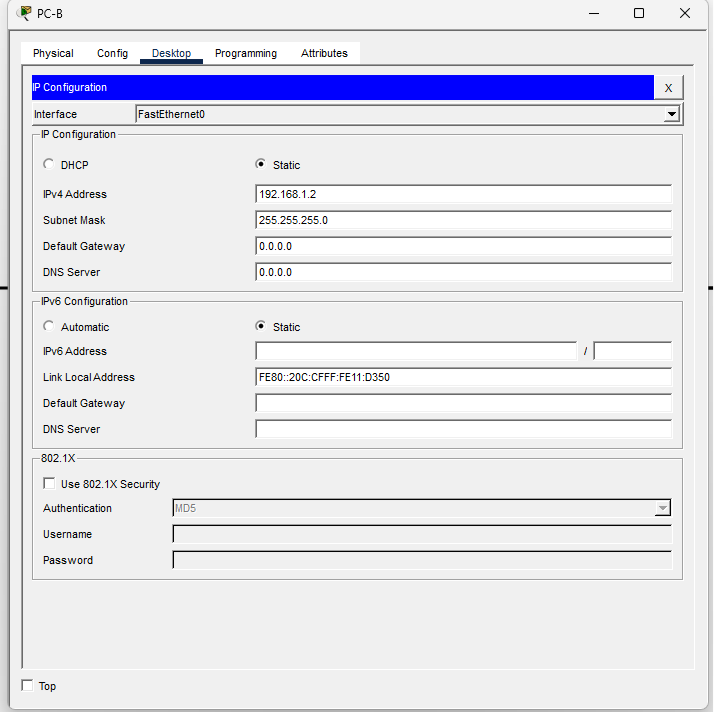 PC-B
Physical Config Desktop Programming Attributes
IP Configuration X
Interface FastEthernet0
IP Configuration
DHCP Static
IPv4 Address 192.168.1.2
Subnet Mask 255.255.255.0
Default Gateway 0.0.0.0
DNS Server 0.0.0.0
IPv6 Configuration
Automatic Static
IPv6 Address /
Link Local Address FE80::20C:CFFF:FE11:D350
Default Gateway
DNS Server
802.1X
Use 802.1X Security
Authentication MD5
Username
Password
Top